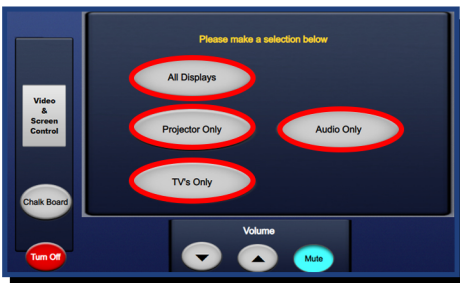 Please make a selection below
All Displays
Projector Only
Audio Only
TV's Only
Video
&
Screen
Control
Chalk Board
Turn Off
Volume
Mute